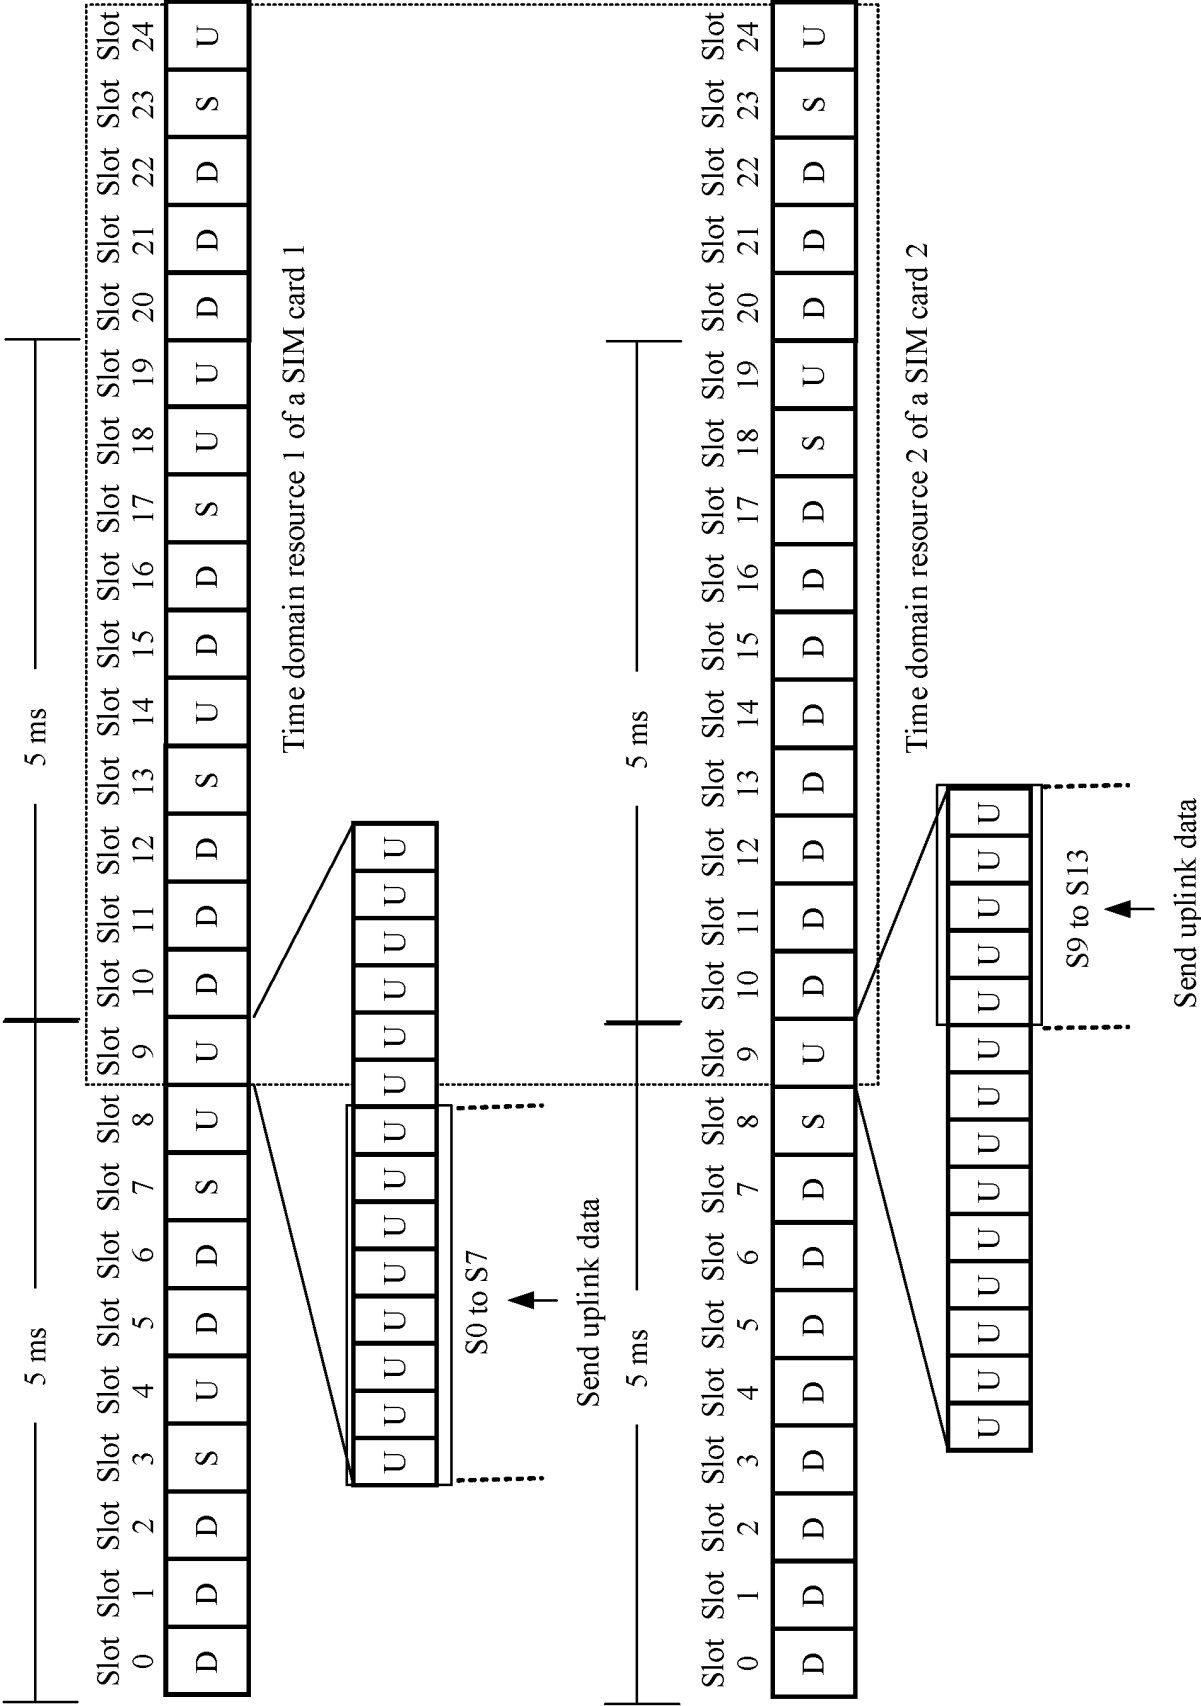 5 ms 5 ms
Slot Slot Slot Slot Slot Slot Slot Slot Slot Slot Slot Slot Slot Slot Slot Slot Slot Slot Slot Slot Slot Slot Slot Slot Slot
0 1 2 3 4 5 6 7 8 9 10 11 12 13 14 15 16 17 18 19 20 21 22 23 24
D D D S U D D S U U D D D S U D D S U U D D D S U
Time domain resource 1 of a SIM card 1
U U U U U U U U U U U U U U
S0 to S7
Send uplink data
5 ms 5 ms
Slot Slot Slot Slot Slot Slot Slot Slot Slot Slot Slot Slot Slot Slot Slot Slot Slot Slot Slot Slot Slot Slot Slot Slot Slot
0 1 2 3 4 5 6 7 8 9 10 11 12 13 14 15 16 17 18 19 20 21 22 23 24
D D D D D D D D S U D D D D D D D D S U D D D S U
Time domain resource 2 of a SIM card 2
U U U U U U U U U U U U U U
S9 to S13
Send uplink data